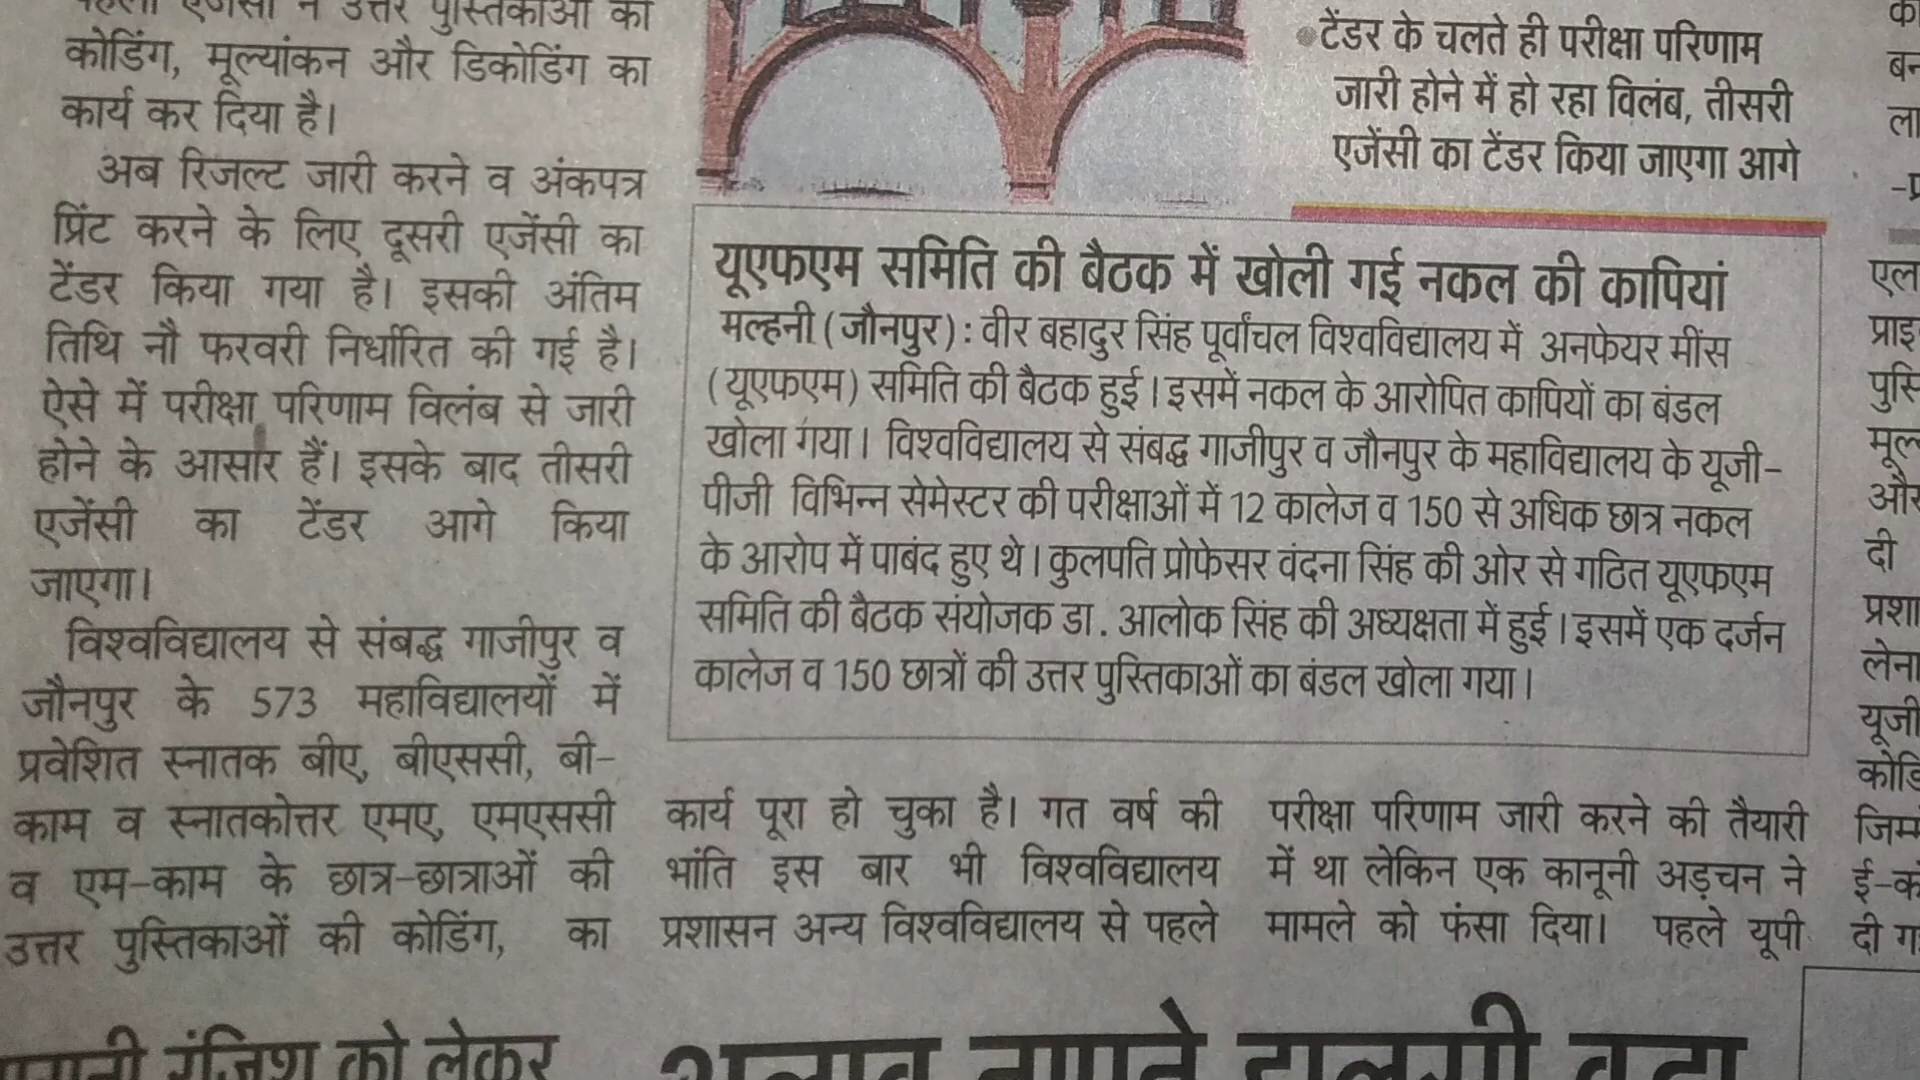 पहली एजेंसी ने उत्तर पुस्तिकाओं की
कोडिंग, मूल्यांकन और डिकोडिंग का
कार्य कर दिया है।
अब रिजल्ट जारी करने व अंकपत्र
प्रिंट करने के लिए दूसरी एजेंसी का
टेंडर किया गया है। इसकी अंतिम
तिथि नौ फरवरी निर्धारित की गई है।
ऐसे में परीक्षा परिणाम विलंब से जारी
होने के आसार हैं। इसके बाद तीसरी
एजेंसी का टेंडर आगे किया
जाएगा।
विश्वविद्यालय से संबद्ध गाजीपुर व
जौनपुर के 573 महाविद्यालयों में
प्रवेशित स्नातक बीए, बीएससी, बी-
काम व स्नातकोत्तर एमए, एमएससी
व एम-काम के छात्र-छात्राओं की
उत्तर पुस्तिकाओं की कोडिंग, का
टेंडर के चलते ही परीक्षा परिणाम
जारी होने में हो रहा विलंब, तीसरी
एजेंसी का टेंडर किया जाएगा आगे
यूएफएम समिति की बैठक में खोली गई नकल की कापियां
मल्हनी (जौनपुर) : वीर बहादुर सिंह पूर्वांचल विश्वविद्यालय में अनफेयर मींस
(यूएफएम) समिति की बैठक हुई। इसमें नकल के आरोपित कापियों का बंडल
खोला गया। विश्वविद्यालय से संबद्ध गाजीपुर व जौनपुर के महाविद्यालय के यूजी-
पीजी विभिन्न सेमेस्टर की परीक्षाओं में 12 कालेज व 150 से अधिक छात्र नकल
के आरोप में पाबंद हुए थे। कुलपति प्रोफेसर वंदना सिंह की ओर से गठित यूएफएम
समिति की बैठक संयोजक डा. आलोक सिंह की अध्यक्षता में हुई। इसमें एक दर्जन
कालेज व 150 छात्रों की उत्तर पुस्तिकाओं का बंडल खोला गया।
कार्य पूरा हो चुका है। गत वर्ष की
भांति इस बार भी विश्वविद्यालय
प्रशासन अन्य विश्वविद्यालय से पहले
परीक्षा परिणाम जारी करने की तैयारी
में था लेकिन एक कानूनी अड़चन ने
मामले को फंसा दिया। पहले यूपी
एल
दी
यूजी
दी
रंजिश को लेकर